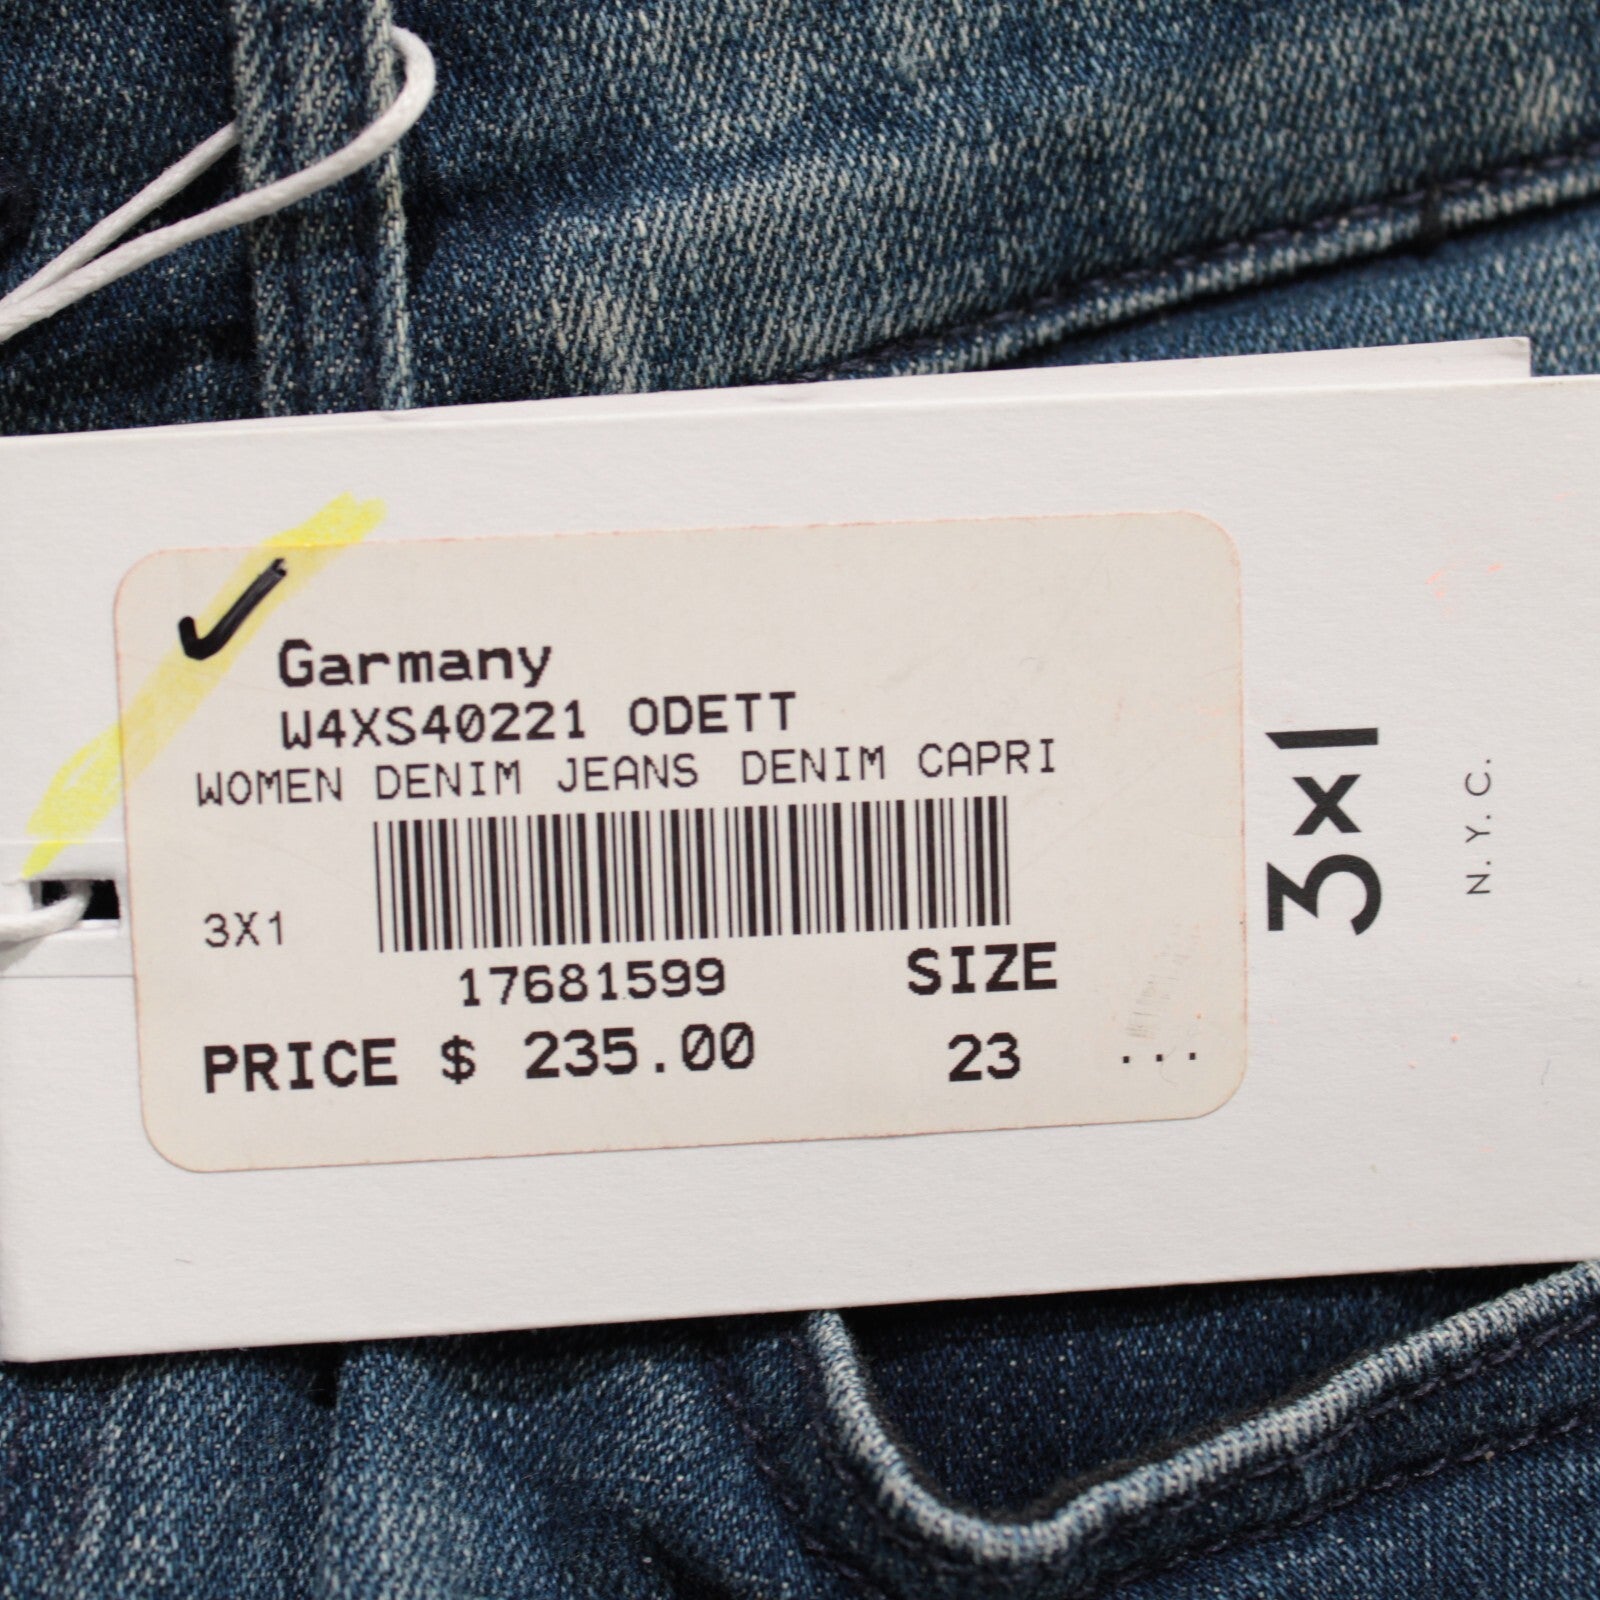 Garmany
W4XS40221 ODETT
WOMEN DENIM JEANS DENIM CAPRI
3X1
17681599
SIZE
PRICE $ 235.00
23
...
3x1
N.Y.C.